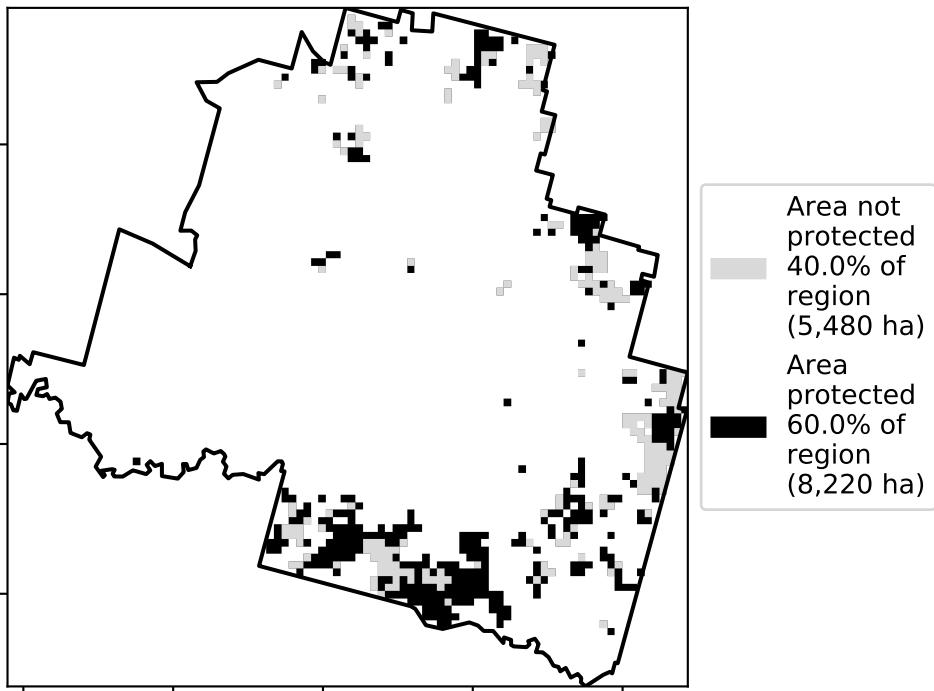 Area not
protected
40.0% of
region
(5,480 ha)
Area
protected
60.0% of
region
(8,220 ha)